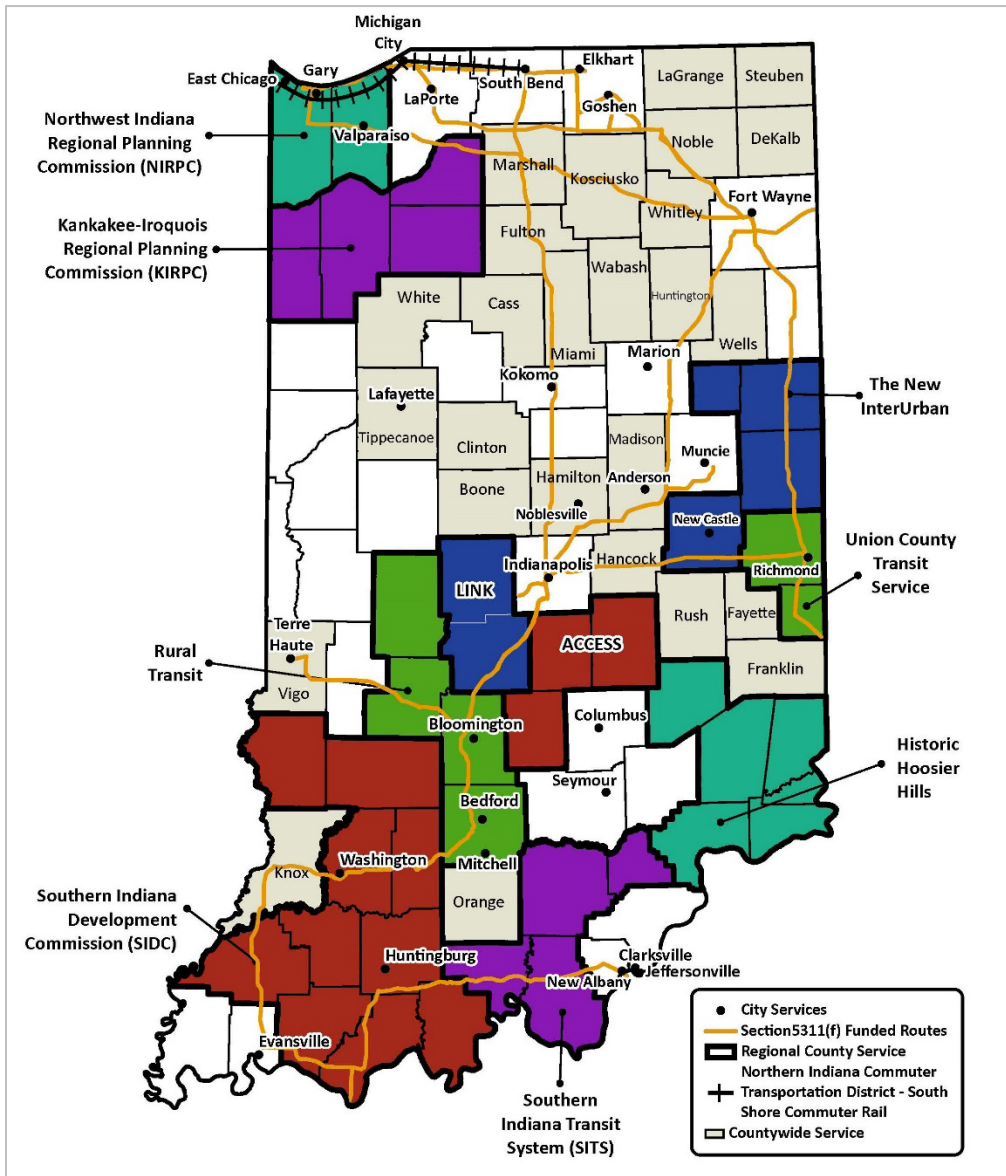 Michigan
City
Gary
East Chicago
Elkhart
South Bend
LaPorte
Goshen
LaGrange
Steuben
Northwest Indiana
Regional Planning
Commission (NIRPC)
Valparaiso
Noble
DeKalb
Marshall
Kosciusko
Fort Wayne
Whitley
Kankakee-Iroquois
Regional Planning
Commission (KIRPC)
Fulton
Wabash
Huntington
White
Cass
Miami
Wells
Marion
Kokomo
The New
InterUrban
Lafayette
Tippecanoe
Clinton
Madison
Muncie
Boone
Hamilton
Anderson
Noblesville
New Castle
Hancock
Indianapolis
Richmond
Union County
Transit
Service
LINK
Rush
Fayette
Terre
Haute
ACCESS
Rural
Transit
Vigo
Franklin
Bloomington
Columbus
Historic
Hoosier
Hills
Seymour
Bedford
Washington
Mitchell
Knox
Orange
Southern Indiana
Development
Commission (SIDC)
Huntingburg
Clarksville
Jeffersonville
New Albany
Evansville
Southern
Indiana Transit
System (SITS)
City Services
Section5311(f) Funded Routes
Regional County Service
Northern Indiana Commuter
Transportation District - South
Shore Commuter Rail
Countywide Service